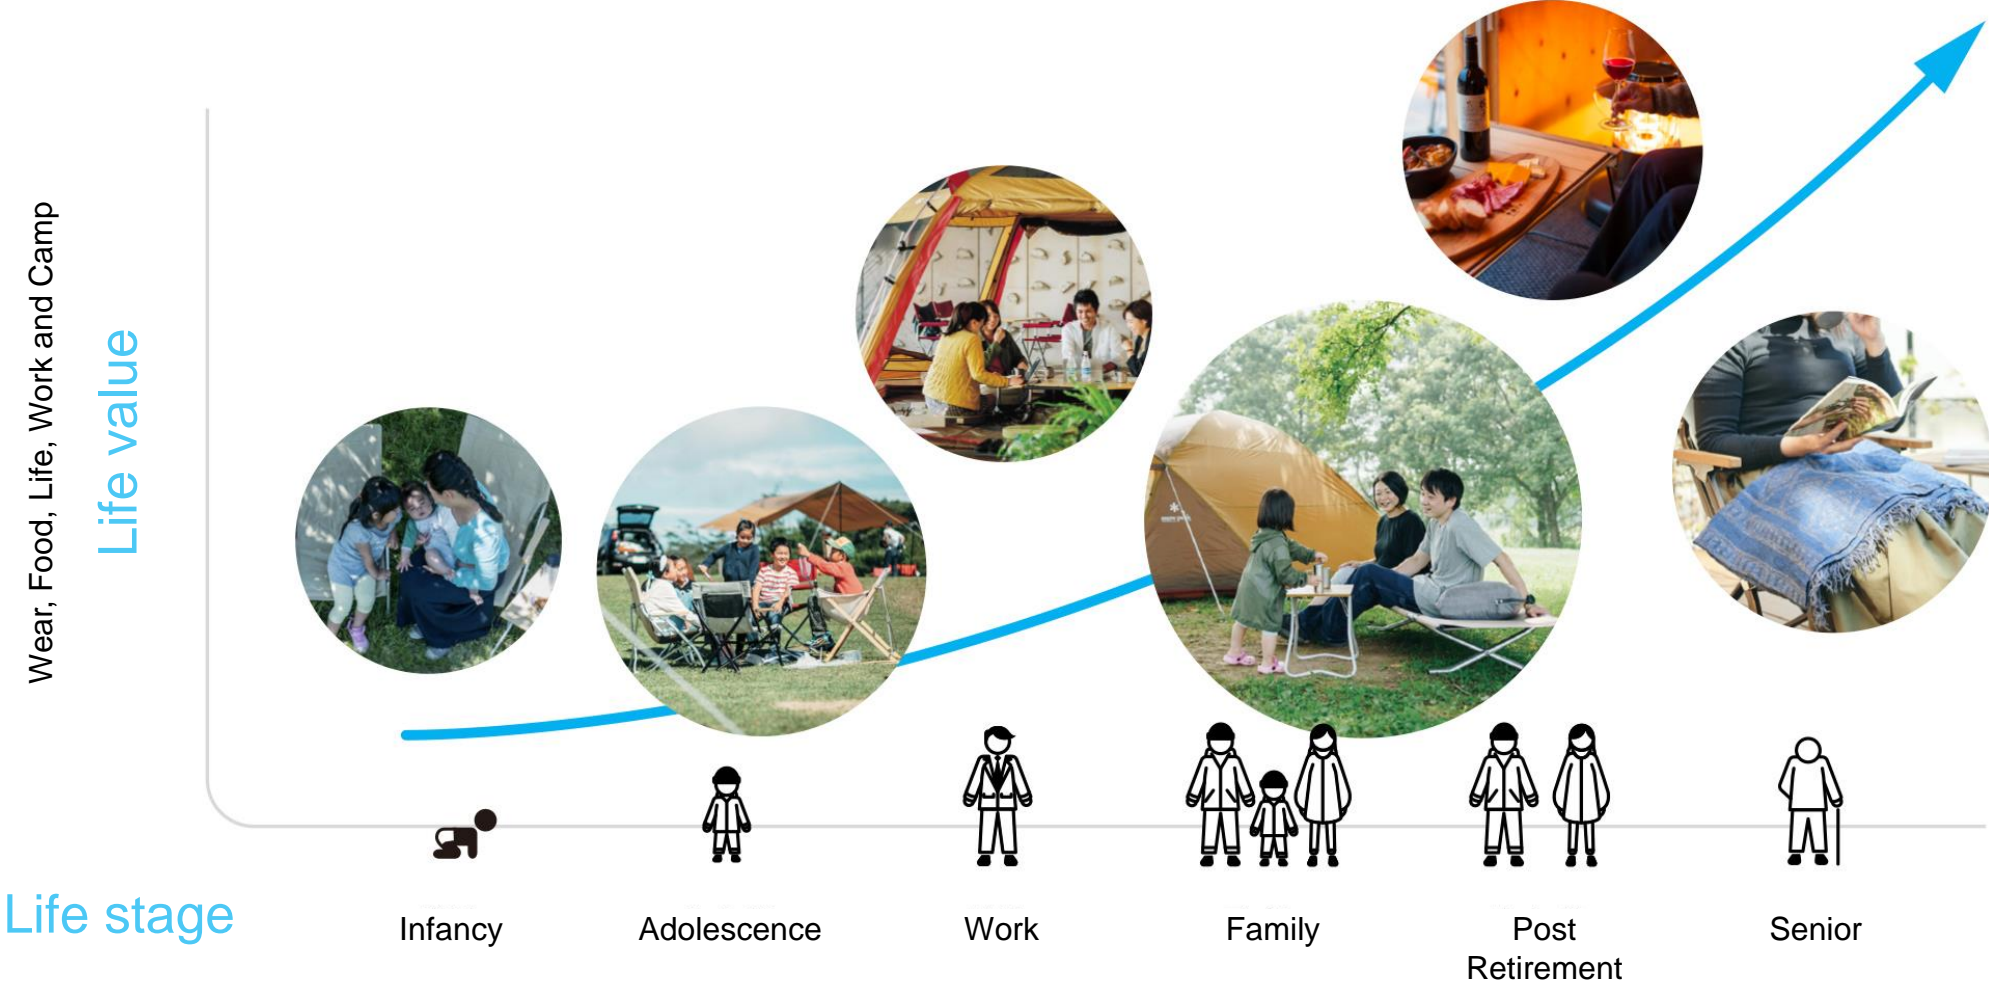 Wear, Food, Life, Work and Camp
Life value
Life stage
Infancy
Adolescence
Work
Family
Post
Retirement
Senior